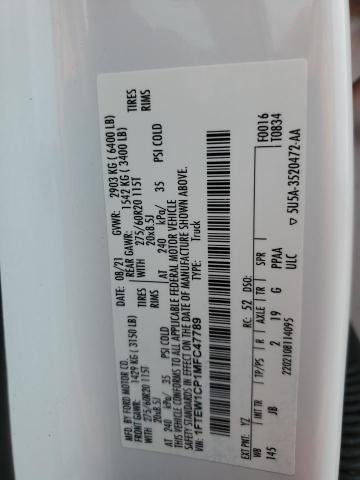 MFD. BY FORD MOTOR CO.
DATE: 08/21 GVWR: 2903 KG (6400 LB)
FRONT GAWR: 1429 KG (3150 LB) REAR GAWR: 1542 KG (3400 LB)
WITH 275/60R20 115T TIRES WITH 275/60R20 115T TIRES
20x8.5J RIMS 20x8.5J RIMS
AT 240 kPa/ 35 PSI COLD AT 240 kPa/ 35 PSI COLD
THIS VEHICLE CONFORMS TO ALL APPLICABLE FEDERAL MOTOR VEHICLE
SAFETY AND THEFT PREVENTION STANDARDS IN EFFECT ON THE DATE OF MANUFACTURE SHOWN ABOVE.
VIN: 1FTEW1CP1MFC47789
TYPE: Truck
F0016
T0834
EXT PNT: YZ RC: 52 DSO:
WB INT TR TP/PS R AXLE TR SPR
145 JB 2 19 G PPAA
2202108114095 ULC
▽ 5U5A-3520472-AA